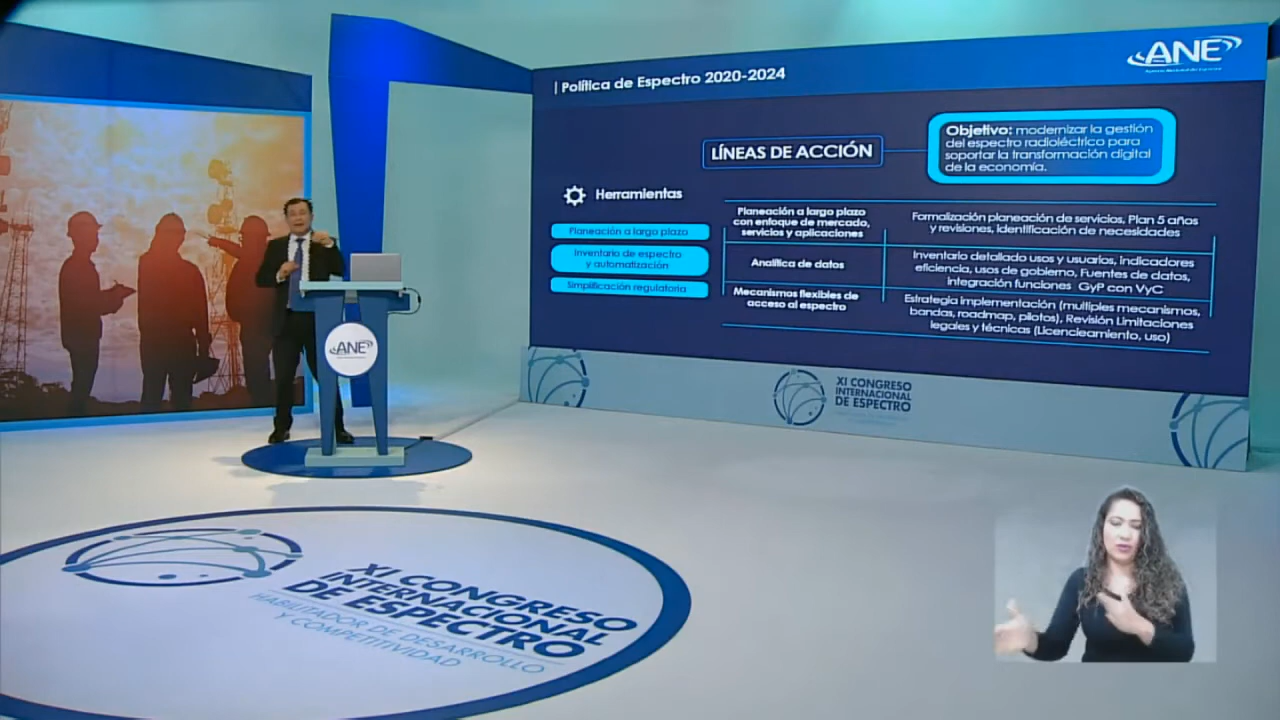 | Política de Espectro 2020-2024
ANE
LÍNEAS DE ACCIÓN
Objetivo: modernizar la gestión
del espectro radioléctrico para
soportar la transformación digital
de la economía.
Herramientas
Planeación a largo plazo
Inventario de espectro
y automatización
Simplificación regulatoria
Planeación a largo plazo
con enfoque de mercado,
servicios y aplicaciones
Formalización planeación de servicios, Plan 5 años
y revisiones, Identificación de necesidades
Analítica de datos
Inventario detallado usos y usuarios, indicadores
eficiencia, usos de gobierno, Fuentes de datos,
integración funciones GyP con VyC
Mecanismos flexibles de
acceso al espectro
Estrategia implementación (multiples mecanismos,
bandas, roadmap, pilotos), Revisión Limitaciones
legales y técnicas (Licencieamiento, uso)
ANE
XI CONGRESO
INTERNACIONAL
DE ESPECTRO
XI CONGRESO
INTERNACIONAL
DE ESPECTRO
HABILITADOR DE DESARROLLO
Y COMPETITIVIDAD